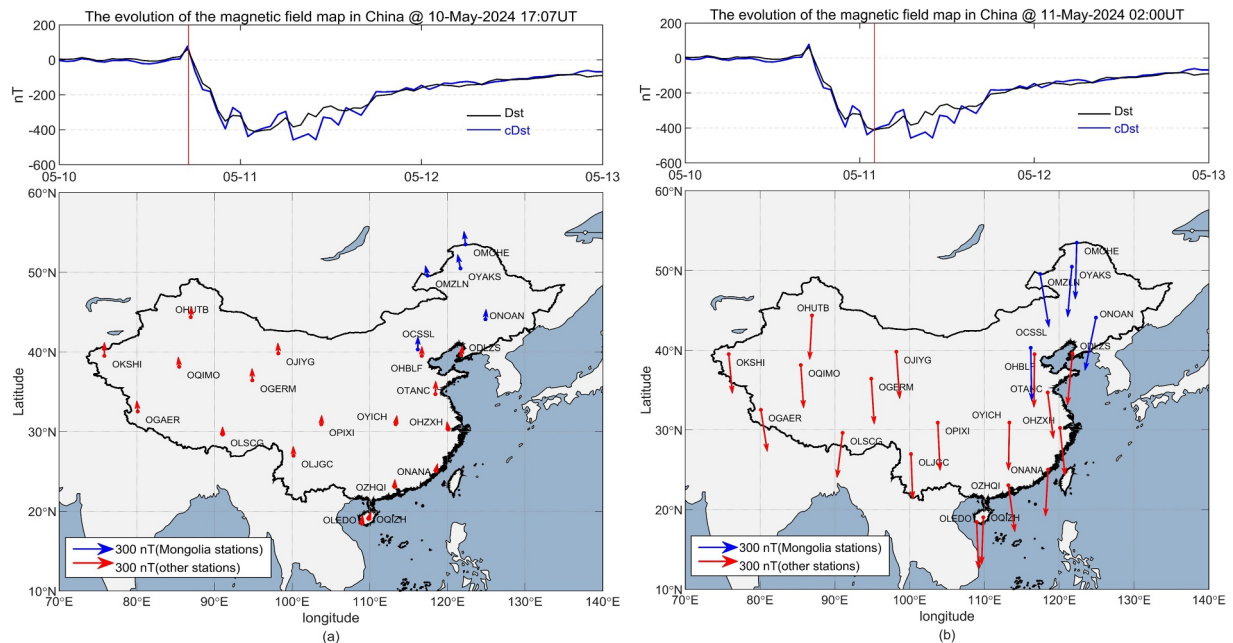 The evolution of the magnetic field map in China @ 10-May-2024 17:07UT
200
0
-200
-400
-600
nT
Dst
cDst
05-10
05-11
05-12
05-13
60°N
50°N
40°N
30°N
20°N
10°N
Latitude
OMOHE
OYAKS
OMZLN
OHUTB
ONOAN
OCSSL
ODLZS
OKSHI
OJIYG
OHBLF
OQIMO
OGERM
OTANC
OGAER
OYICH
OHZXH
OPIXI
OLSCG
OLJGC
ONANA
OZHQI
OLEDO
OQIZH
300 nT(Mongolia stations)
300 nT(other stations)
70°E
80°E
90°E
100°E
110°E
120°E
130°E
140°E
longitude
(a)
The evolution of the magnetic field map in China @ 11-May-2024 02:00UT
200
0
-200
-400
-600
nT
Dst
cDst
05-10
05-11
05-12
05-13
60°N
50°N
40°N
30°N
20°N
10°N
Latitude
OMOHE
OYAKS
OMZLN
OHUTB
ONOAN
OCSSL
ODLZS
OKSHI
OJIYG
OHBLF
OQIMO
OGERM
OTANC
OGAER
OYICH
OHZXH
OPIXI
OLSCG
OLJGC
ONANA
OZHQI
OLEDO
OQIZH
300 nT(Mongolia stations)
300 nT(other stations)
70°E
80°E
90°E
100°E
110°E
120°E
130°E
140°E
longitude
(b)